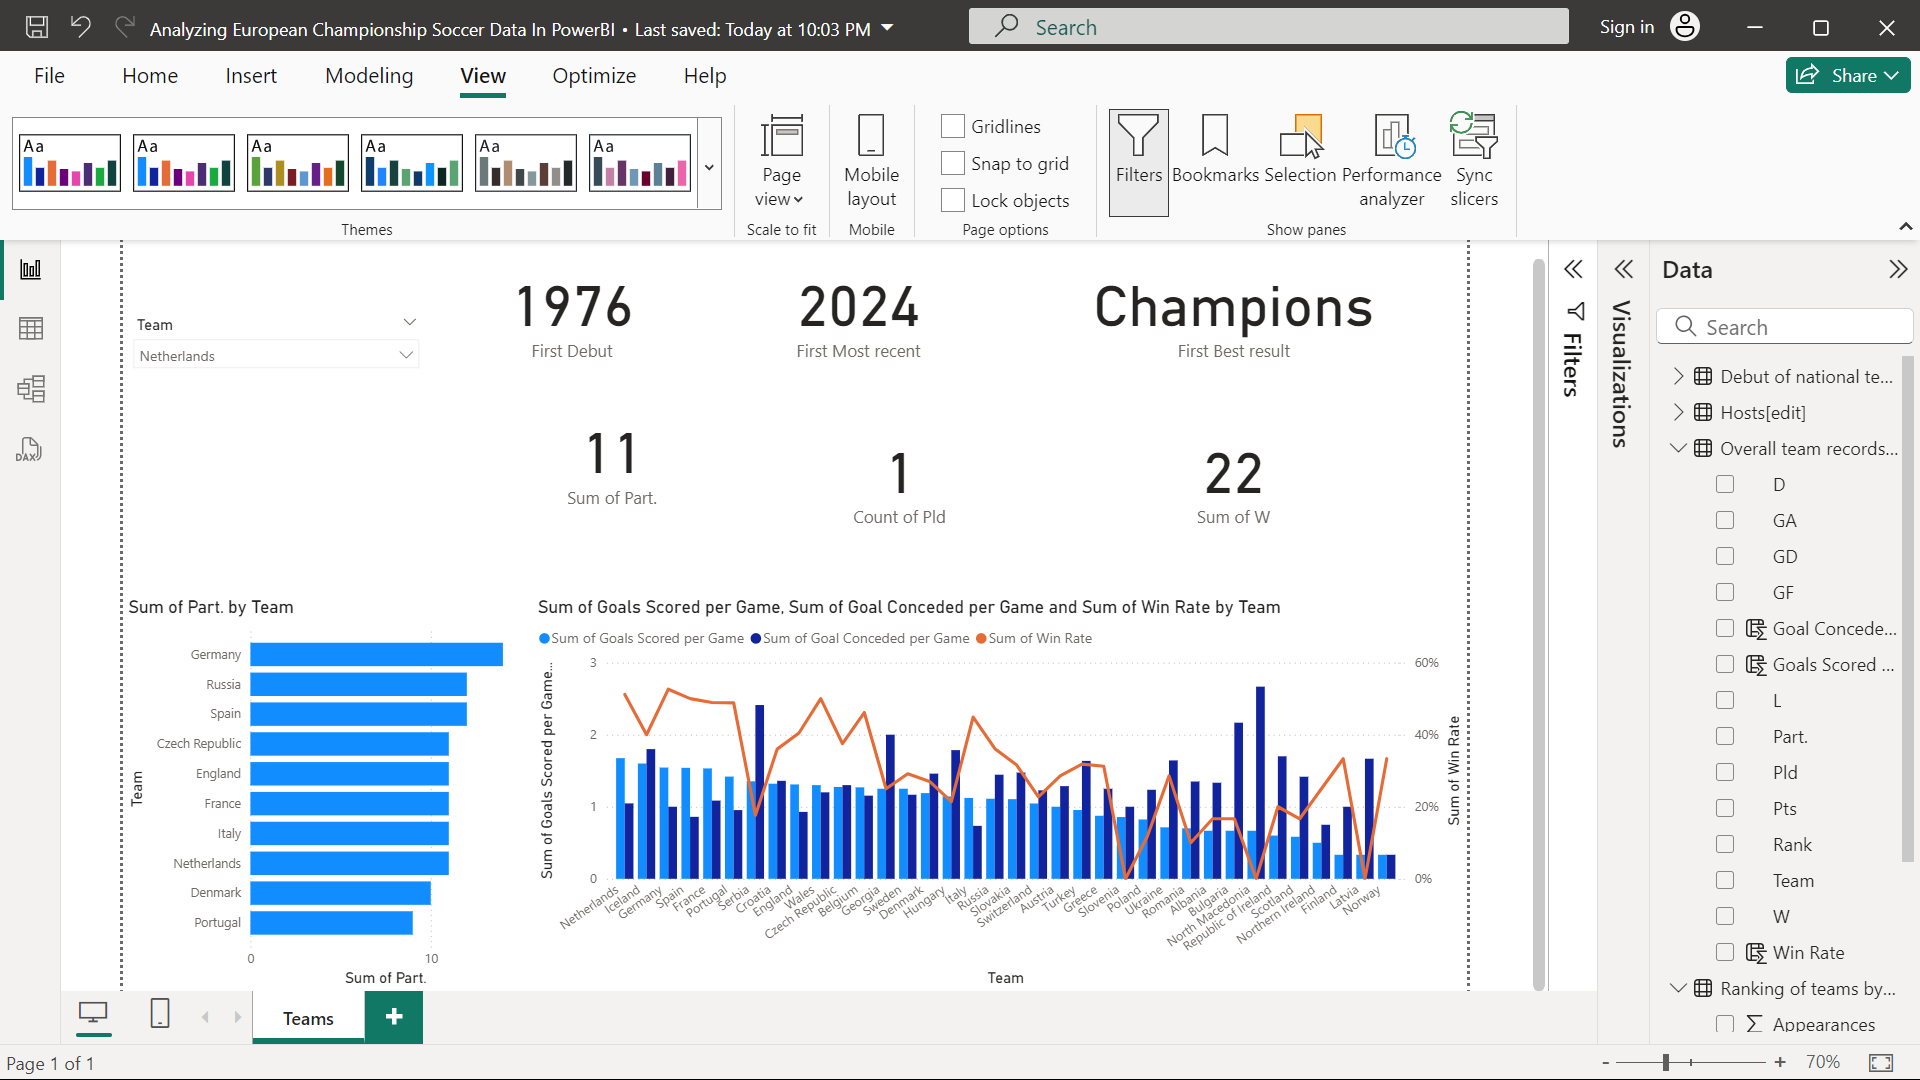 Analyzing European Championship Soccer Data In PowerBI • Last saved: Today at 10:03 PM
Search
Sign in
File
Home
Insert
Modeling
View
Optimize
Help
Share
Aa
Aa
Aa
Aa
Aa
Aa
Themes
Page
view
Scale to fit
Mobile
layout
Mobile
Gridlines
Snap to grid
Lock objects
Page options
Filters
Bookmarks
Selection
Performance
analyzer
Sync
slicers
Show panes
DAX
Team
Netherlands
1976
First Debut
2024
First Most recent
Champions
First Best result
11
Sum of Part.
1
Count of Pld
22
Sum of W
Sum of Part. by Team
Team
Germany
Russia
Spain
Czech Republic
England
France
Italy
Netherlands
Denmark
Portugal
0
10
Sum of Part.
Sum of Goals Scored per Game, Sum of Goal Conceded per Game and Sum of Win Rate by Team
Sum of Goals Scored per Game
Sum of Goal Conceded per Game
Sum of Win Rate
Sum of Goals Scored per Game...
3
2
1
0
60%
40%
20%
0%
Sum of Win Rate
Netherlands
Iceland
Germany
Spain
France
Portugal
Serbia
Croatia
England
Wales
Czech Republic
Belgium
Georgia
Sweden
Denmark
Hungary
Italy
Russia
Slovakia
Switzerland
Austria
Turkey
Greece
Slovenia
Poland
Ukraine
Romania
Albania
Bulgaria
North Macedonia
Republic of Ireland
Scotland
Northern Ireland
Finland
Latvia
Norway
Team
Filters
Visualizations
Data
Search
Debut of national te...
Hosts[edit]
Overall team records...
D
GA
GD
GF
Goal Concede...
Goals Scored ...
L
Part.
Pld
Pts
Rank
Team
W
Win Rate
Ranking of teams by...
Appearances
Teams
Page 1 of 1
-
+
70%